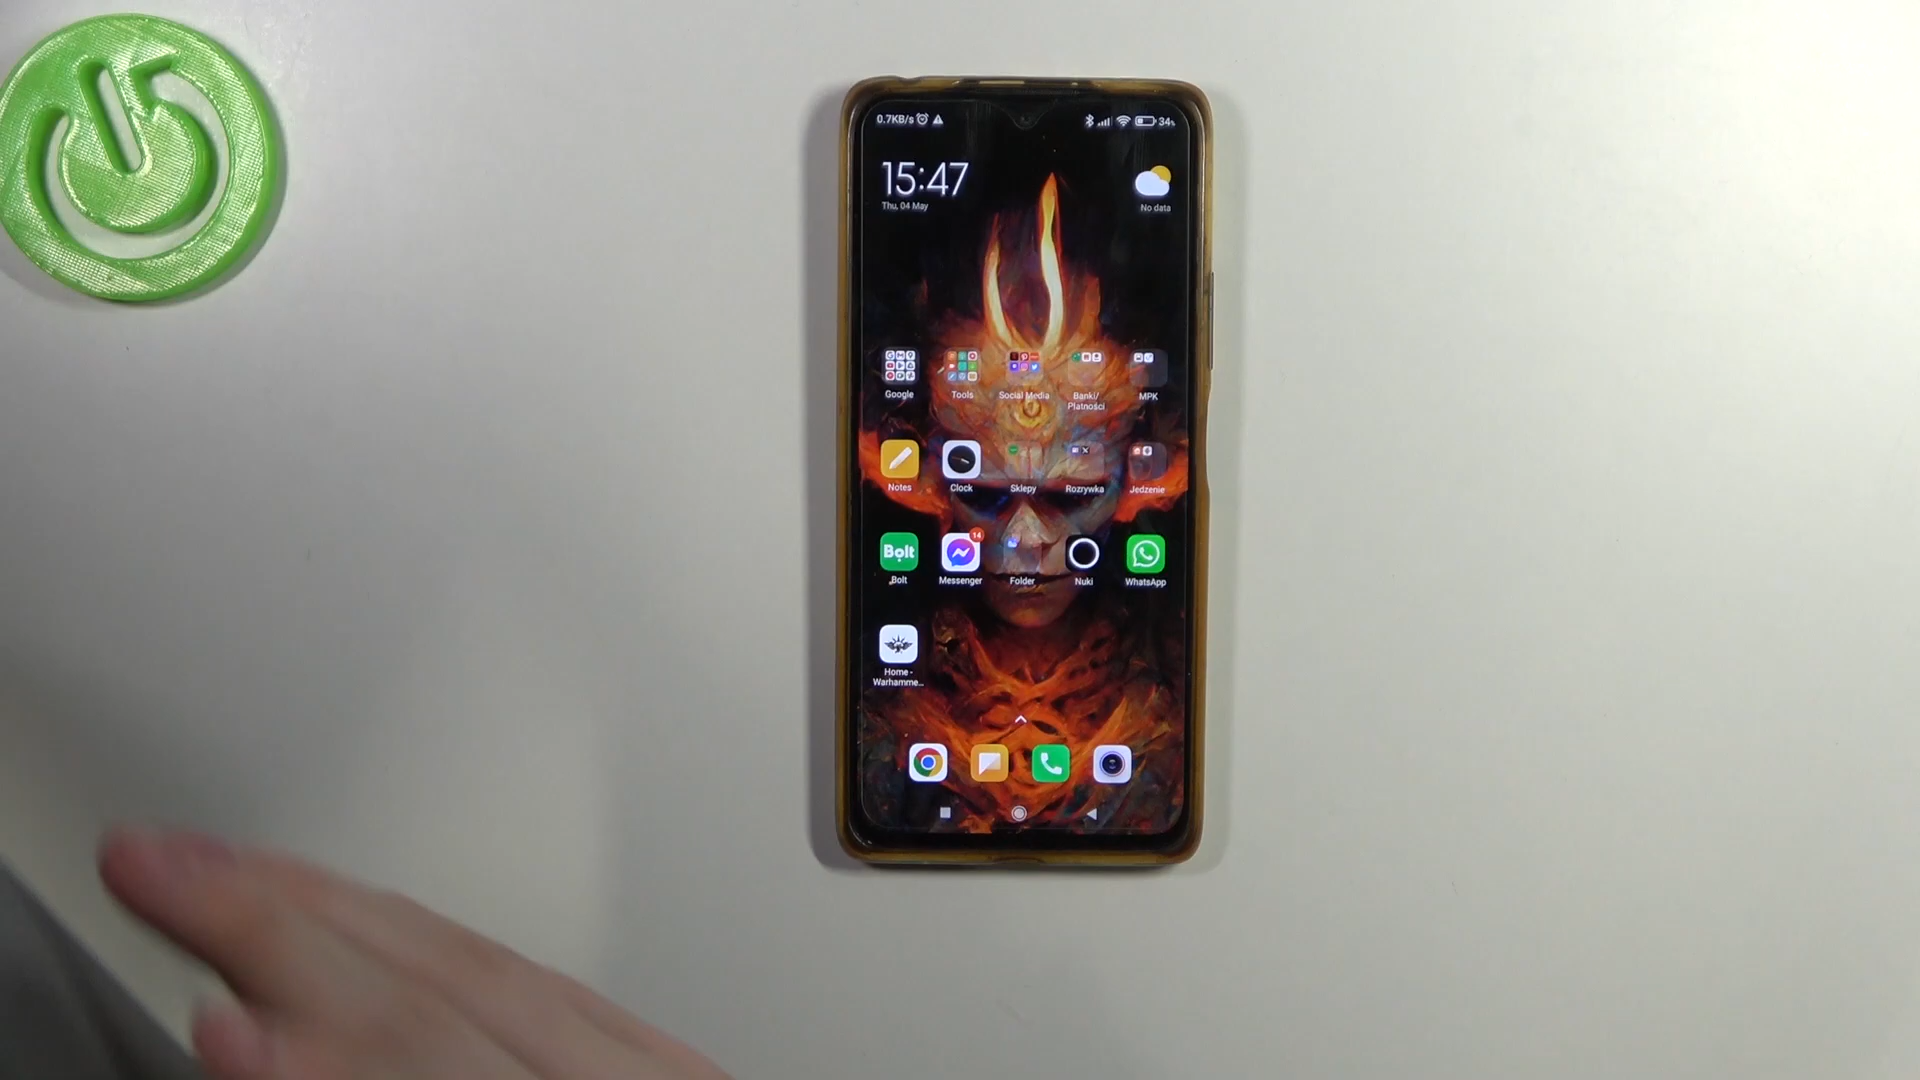 0.7KB/s 34%
15:47
Thu, 04 May
No data
Google Tools Social Media Banki/ MPK
Płatności
Notes Clock Sklepy Rozrywka Jedzenie
14
Bolt
Bolt Messenger Folder Nuki WhatsApp
Home -
Warhamme...